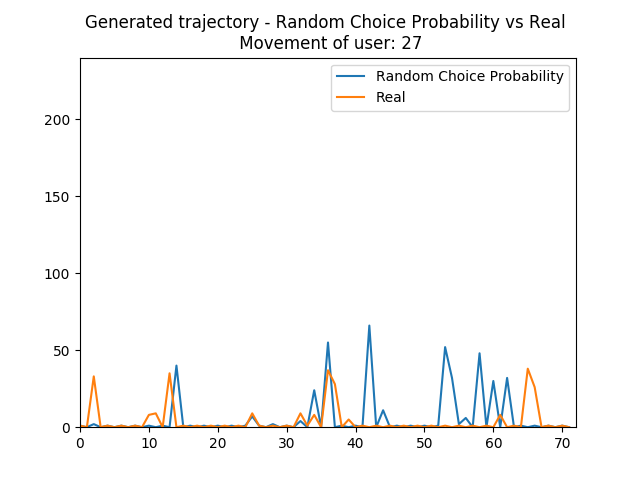 Generated trajectory - Random Choice Probability vs Real
Movement of user: 27
Random Choice Probability
Real
200
150
100
50
0
0 10 20 30 40 50 60 70